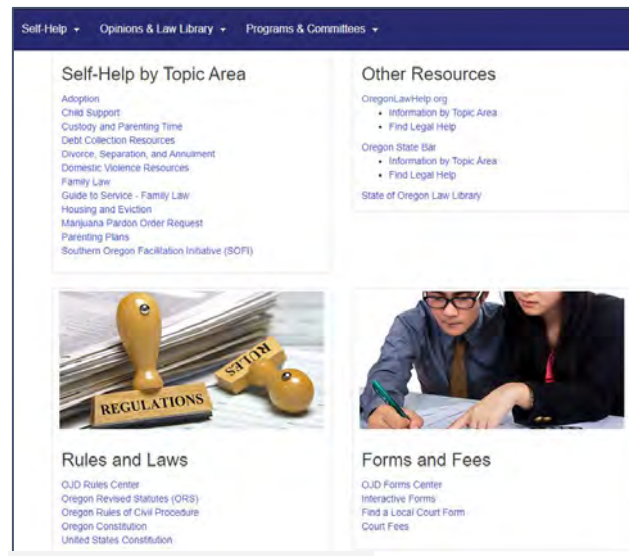 Self-Help Opinions & Law Library Programs & Committees
Self-Help by Topic Area
Adoption
Child Support
Custody and Parenting Time
Debt Collection Resources
Divorce, Separation, and Annulment
Domestic Violence Resources
Family Law
Guide to Service - Family Law
Housing and Eviction
Marijuana Pardon Order Request
Parenting Plans
Southern Oregon Facilitation Initiative (SOFI)
Other Resources
OregonLawHelp.org
• Information by Topic Area
• Find Legal Help
Oregon State Bar
• Information by Topic Area
• Find Legal Help
State of Oregon Law Library
REGULATIONS
RULES
Rules and Laws
OJD Rules Center
Oregon Revised Statutes (ORS)
Oregon Rules of Civil Procedure
Oregon Constitution
United States Constitution
Forms and Fees
OJD Forms Center
Interactive Forms
Find a Local Court Form
Court Fees